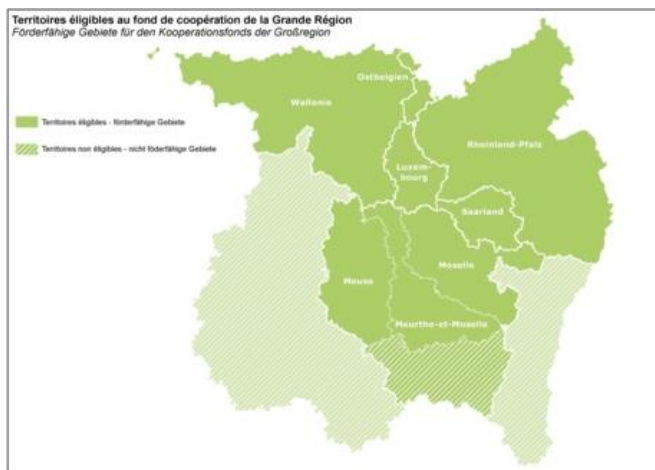 Territoires éligibles au fond de coopération de la Grande Région
Förderfähige Gebiete für den Kooperationsfonds der Großregion
Ostbelgien
Wallonie
Territoires éligibles - förderfähige Gebiete
Rheinland-Pfalz
Territoires non éligibles - nicht föderfähige Gebiete
Luxem-
bourg
Saarland
Moselle
Meuse
Meurthe-et-Moselle